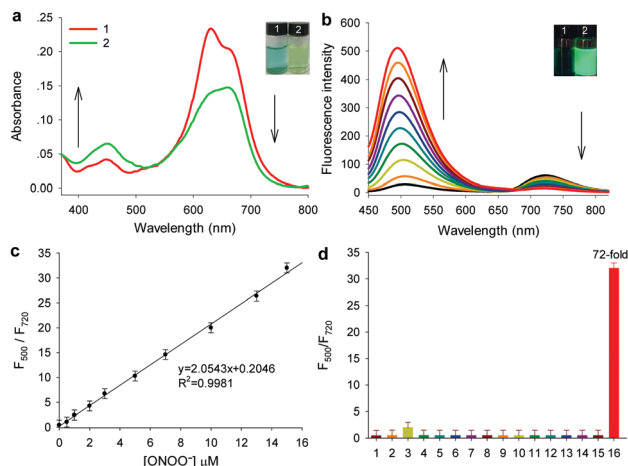 a
1
2
1 2
Absorbance
.25
.20
.15
.10
.05
0.00
400 500 600 700 800
Wavelength (nm)
b
1 2
Fluorescence intensity
600
500
400
300
200
100
0
450 500 550 600 650 700 750 800
Wavelength (nm)
c
F500 / F720
35
30
25
20
15
10
5
0
y=2.0543x+0.2046
R²=0.9981
0 2 4 6 8 10 12 14 16
[ONOO⁻] μM
d
72-fold
F500/F720
35
30
25
20
15
10
5
0
1 2 3 4 5 6 7 8 9 10 11 12 13 14 15 16